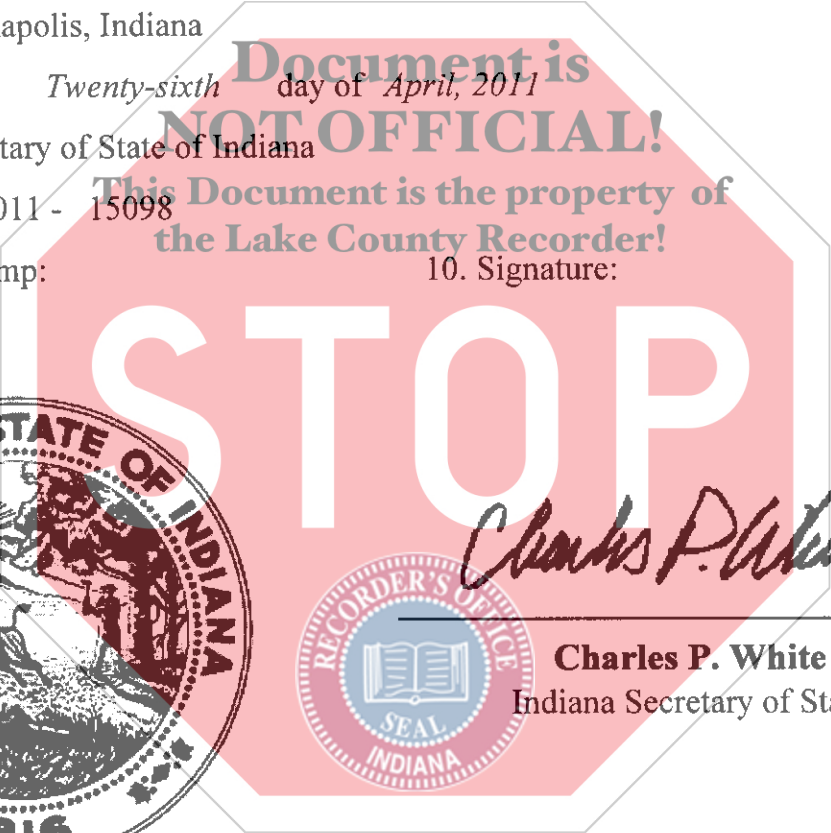 apolis, Indiana
Document is
Twenty-sixth day of April, 2011
NOT OFFICIAL!
tary of State of Indiana
This Document is the property of
011 - 15098
the Lake County Recorder!
mp:
10. Signature:
STOP
STATE OF INDIANA
Charles P. White
RECORDER'S OFFICE
SEAL
INDIANA
Charles P. White
Indiana Secretary of Sta